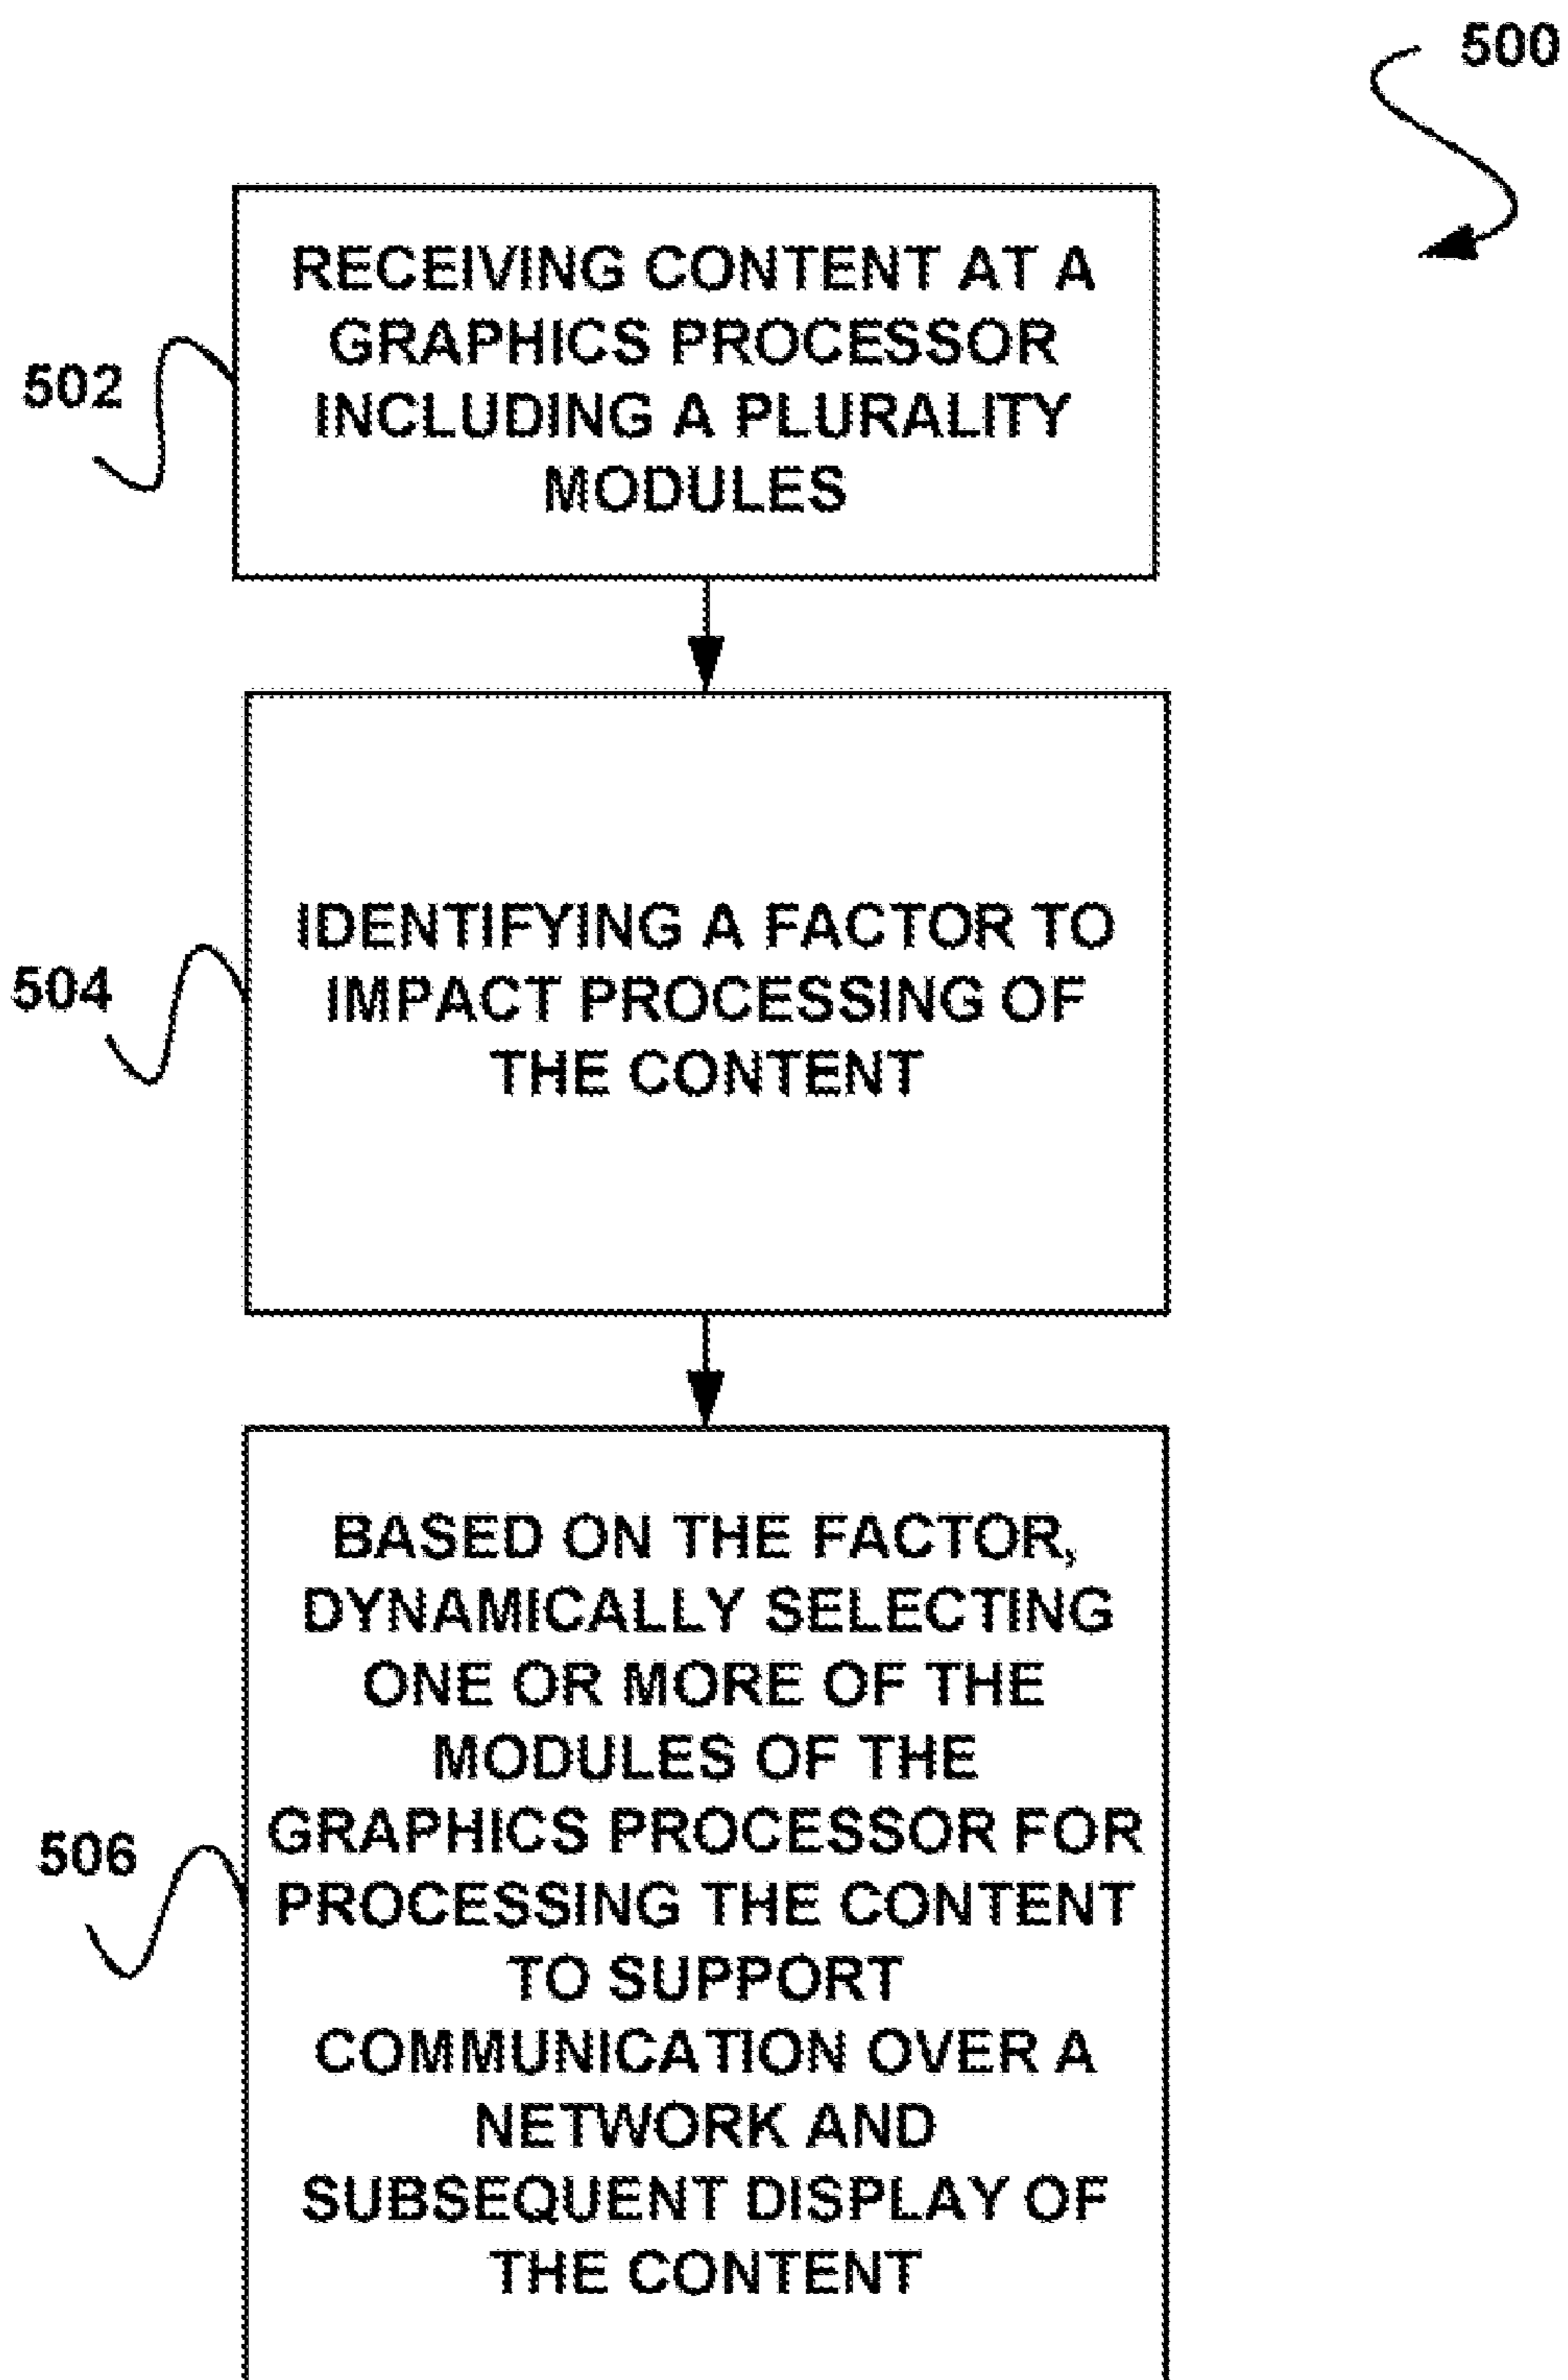 500
502
RECEIVING CONTENT AT A
GRAPHICS PROCESSOR
INCLUDING A PLURALITY
MODULES
504
IDENTIFYING A FACTOR TO
IMPACT PROCESSING OF
THE CONTENT
506
BASED ON THE FACTOR,
DYNAMICALLY SELECTING
ONE OR MORE OF THE
MODULES OF THE
GRAPHICS PROCESSOR FOR
PROCESSING THE CONTENT
TO SUPPORT
COMMUNICATION OVER A
NETWORK AND
SUBSEQUENT DISPLAY OF
THE CONTENT